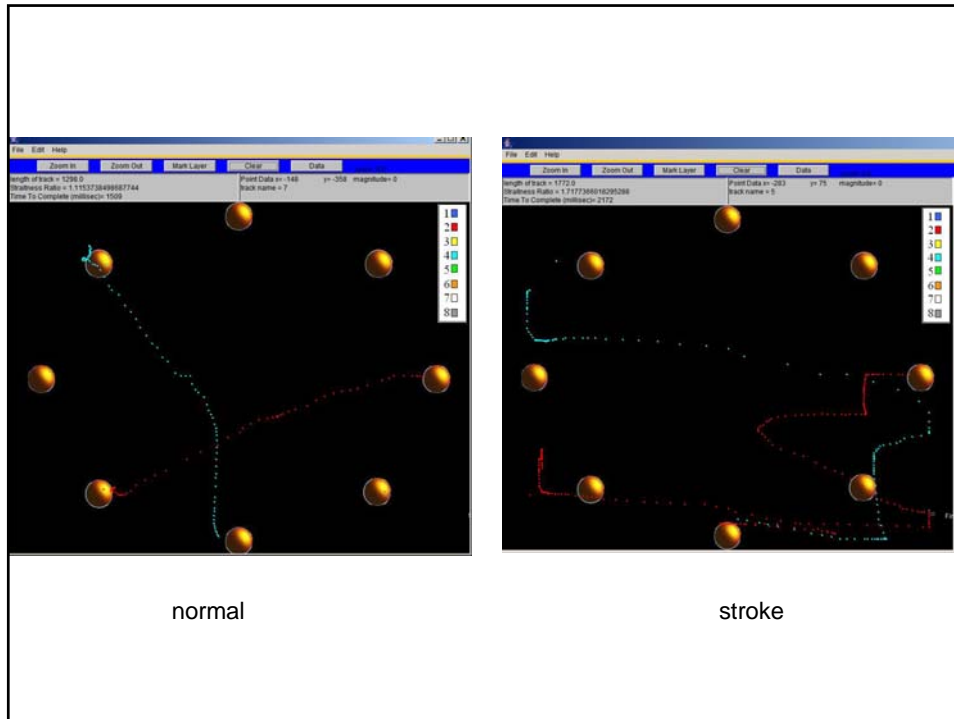 File Edit Help
Zoom In Zoom Out Mark Layer Clear Data
length of track = 1298.0
Straitness Ratio = 1.1153738498687744
Time To Complete (millisec)= 1509
Point Data x= -148 y= -358 magnitude= 0
track name = 7
1
2
3
4
5
6
7
8
File Edit Help
Zoom In Zoom Out Mark Layer Clear Data
length of track = 1772.0
Straitness Ratio = 1.7177366018295288
Time To Complete (millisec)= 2172
Point Data x= -283 y= 75 magnitude= 0
track name = 5
1
2
3
4
5
6
7
8
normal
stroke